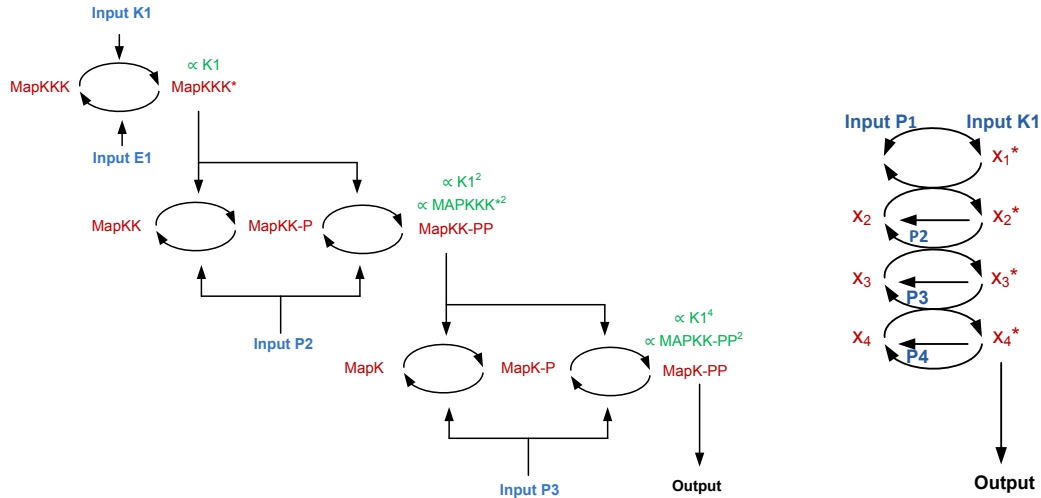 Input K1
∝ K1
MapKKK
MapKKK*
Input E1
∝ K1²
∝ MAPKKK*²
MapKK
MapKK-P
MapKK-PP
Input P2
∝ K1⁴
∝ MAPKK-PP²
MapK
MapK-P
MapK-PP
Input P3
Output
Input P1
Input K1
X₁*
X₂
X₂*
P2
X₃
X₃*
P3
X₄
X₄*
P4
Output